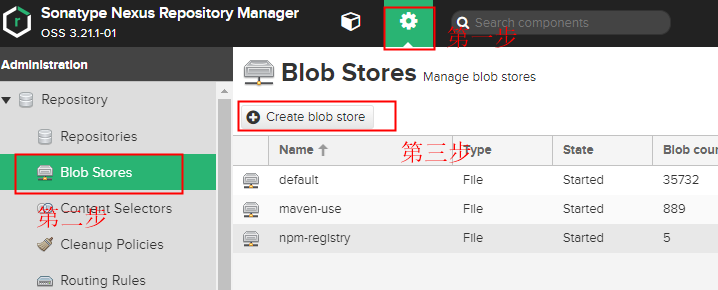 Sonatype Nexus Repository Manager
OSS 3.21.1-01
Search components
第一步
Administration
Repository
Repositories
Blob Stores
第二步
Content Selectors
Cleanup Policies
Routing Rules
Blob Stores Manage blob stores
Create blob store
第三步
Name Type State Blob coun
default File Started 35732
maven-use File Started 889
npm-registry File Started 5